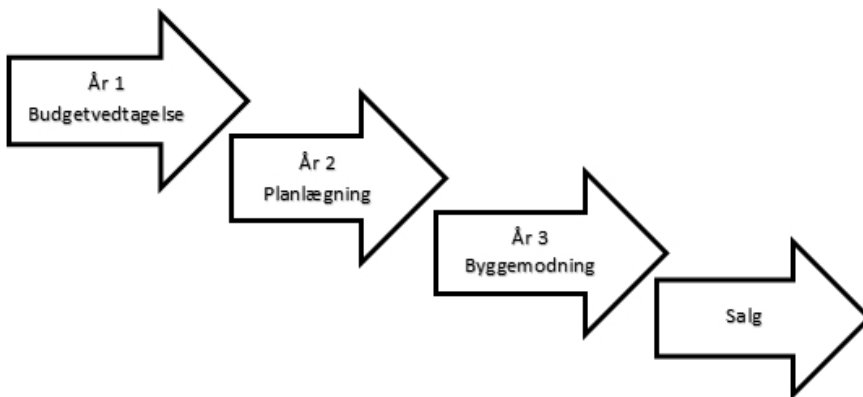 År 1
Budgetvedtagelse
År 2
Planlægning
År 3
Byggemodning
Salg